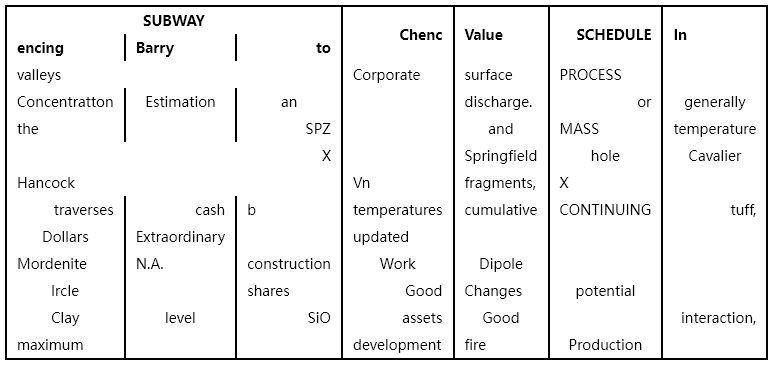 SUBWAY
encing Barry to Chenc Value SCHEDULE In
valleys Corporate surface PROCESS
Concentratton Estimation an discharge. or generally
the SPZ and MASS temperature
X Springfield hole Cavalier
Hancock Vn fragments, X
traverses cash b temperatures cumulative CONTINUING tuff,
Dollars Extraordinary updated
Mordenite N.A. construction Work Dipole
Ircle shares Good Changes potential
Clay level SiO assets Good interaction,
maximum development fire Production